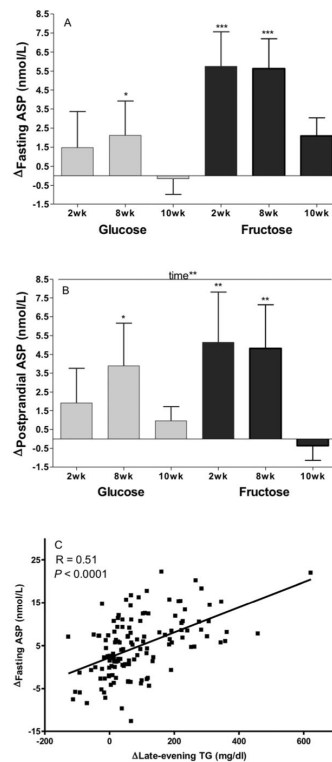 A
ΔFasting ASP (nmol/L)
8.5
7.5
6.5
5.5
4.5
3.5
2.5
1.5
0.5
-0.5
-1.5
*
***
***
2wk 8wk 10wk 2wk 8wk 10wk
Glucose Fructose
time**
B
ΔPostprandial ASP (nmol/L)
8.5
7.5
6.5
5.5
4.5
3.5
2.5
1.5
0.5
-0.5
-1.5
*
**
**
2wk 8wk 10wk 2wk 8wk 10wk
Glucose Fructose
C
R = 0.51
P < 0.0001
ΔFasting ASP (nmol/L)
25
15
5
-5
-15
-200 0 200 400 600
ΔLate-evening TG (mg/dl)